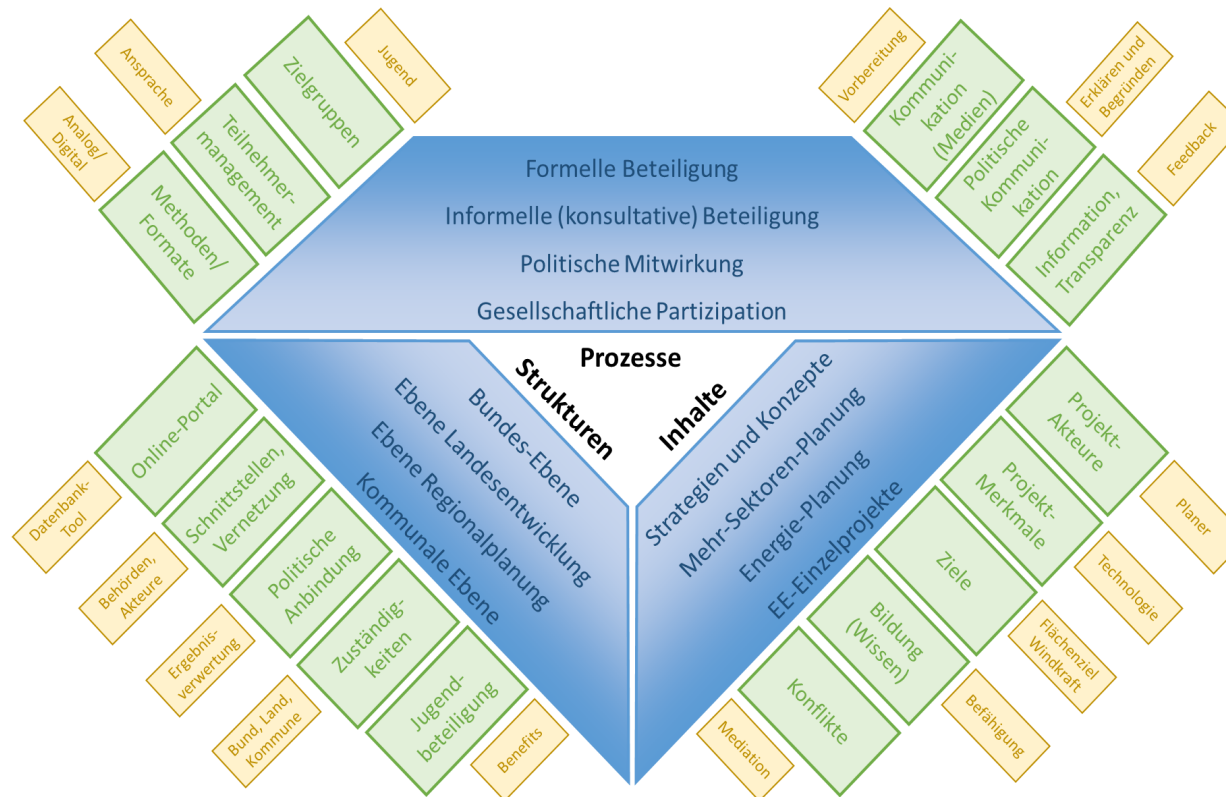 Analog/
Digital
Ansprache
Jugend
Methoden/
Formate
Teilnehmer-
management
Zielgruppen
Vorbereitung
Erklären und
Begründen
Feedback
Kommuni-
kation
(Medien)
Politische
Kommuni-
kation
Information,
Transparenz
Formelle Beteiligung
Informelle (konsultative) Beteiligung
Politische Mitwirkung
Gesellschaftliche Partizipation
Prozesse
Strukturen
Inhalte
Bundes-Ebene
Ebene Landesentwicklung
Ebene Regionalplanung
Kommunale Ebene
Strategien und Konzepte
Mehr-Sektoren-Planung
Energie-Planung
EE-Einzelprojekte
Online-Portal
Schnittstellen,
Vernetzung
Politische
Anbindung
Zuständig-
keiten
Jugend-
beteiligung
Datenbank-
Tool
Behörden,
Akteure
Ergebnis-
verwertung
Bund, Land,
Kommune
Benefits
Projekt-
Akteure
Projekt-
Merkmale
Ziele
Bildung
(Wissen)
Konflikte
Planer
Technologie
Flächenziel
Windkraft
Befähigung
Mediation